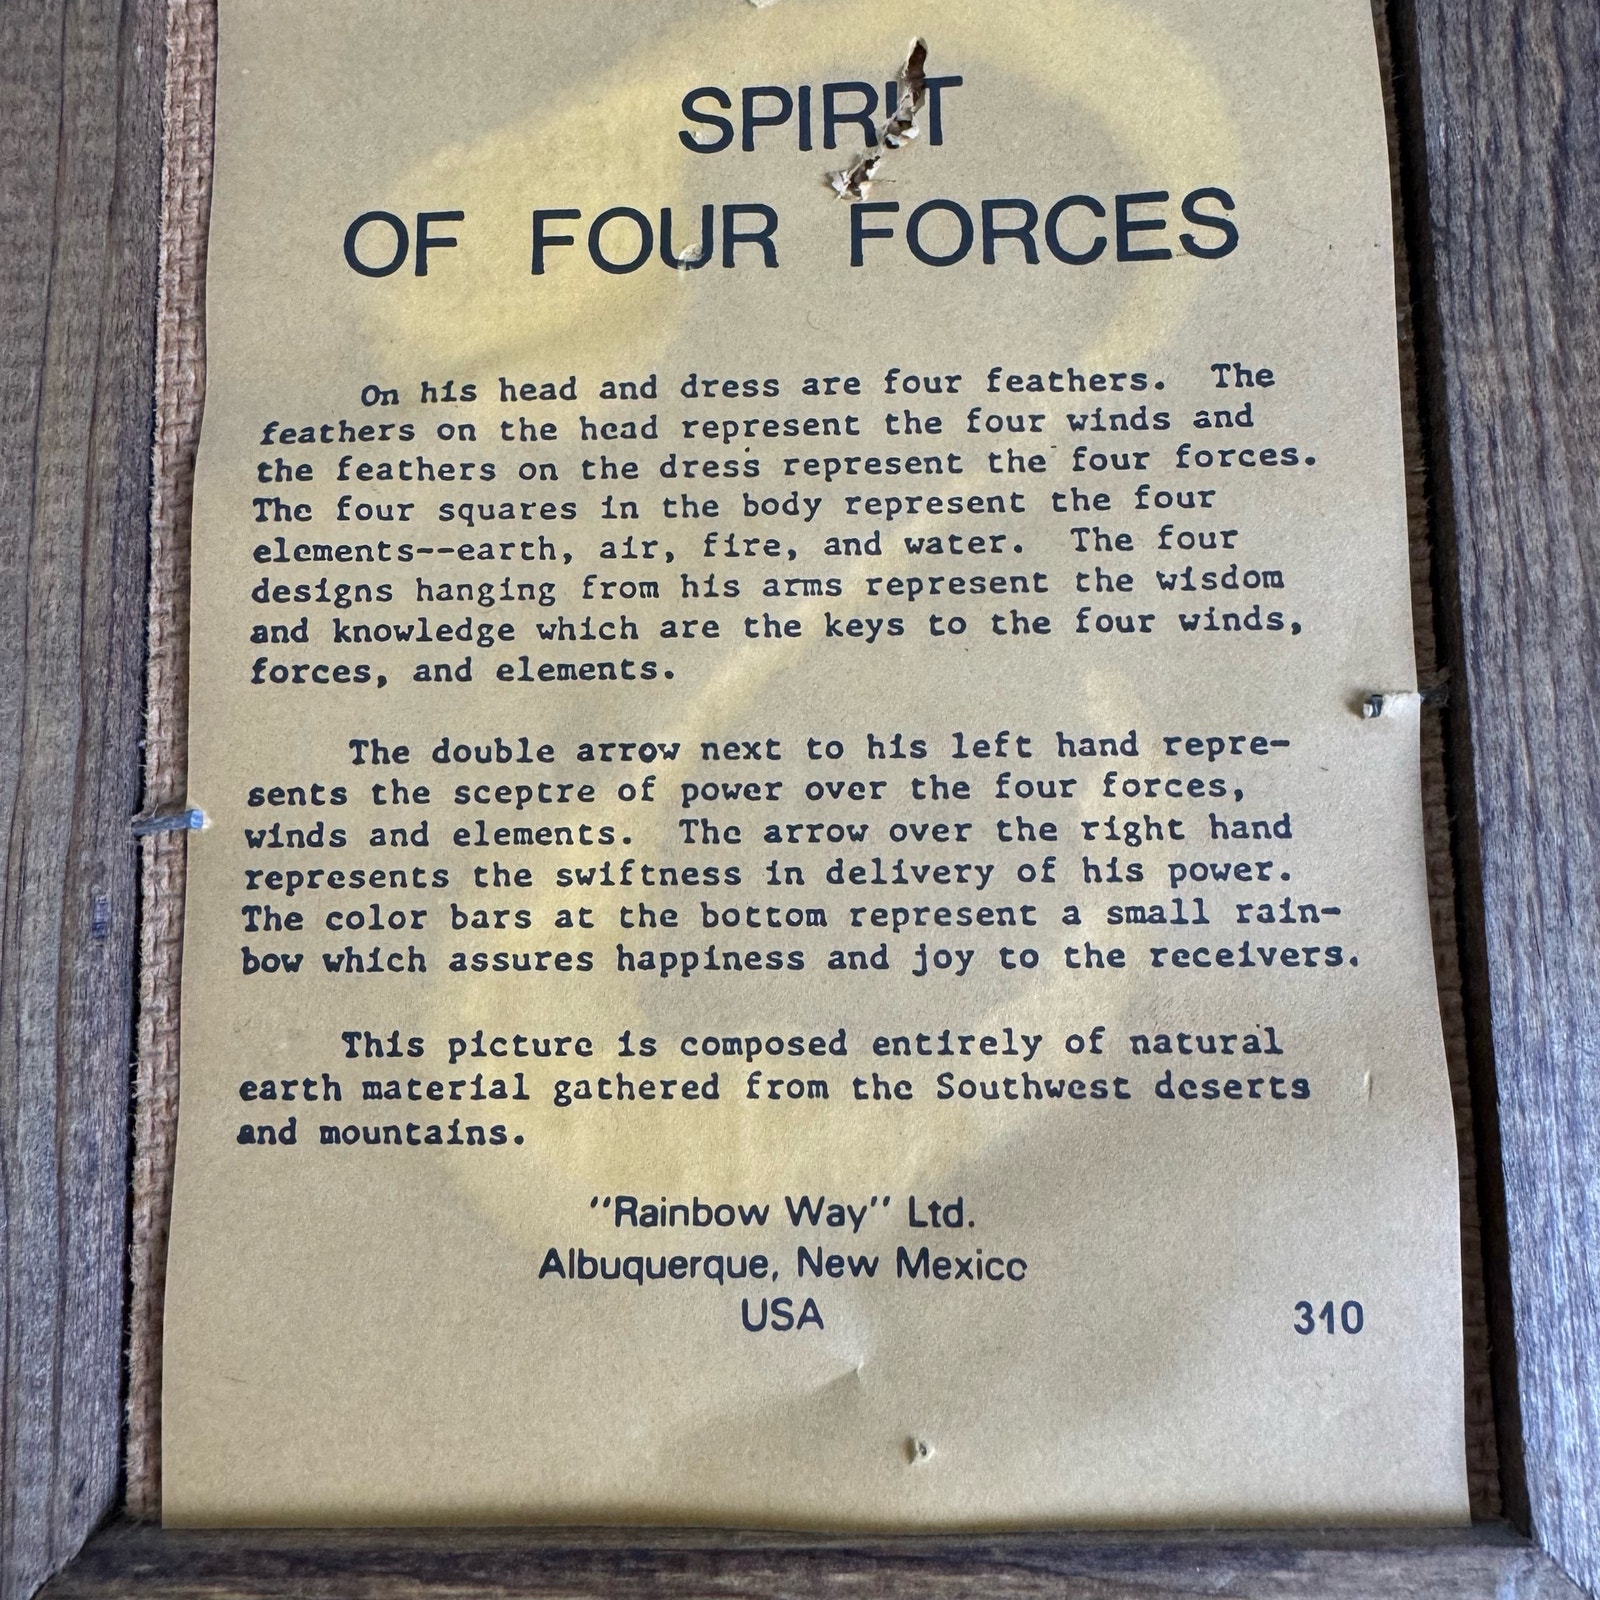 SPIRIT
OF FOUR FORCES
On his head and dress are four feathers. The
feathers on the head represent the four winds and
the feathers on the dress represent the four forces.
The four squares in the body represent the four
elements--earth, air, fire, and water. The four
designs hanging from his arms represent the wisdom
and knowledge which are the keys to the four winds,
forces, and elements.
The double arrow next to his left hand repre-
sents the sceptre of power over the four forces,
winds and elements. The arrow over the right hand
represents the swiftness in delivery of his power.
The color bars at the bottom represent a small rain-
bow which assures happiness and joy to the receivers.
This picture is composed entirely of natural
earth material gathered from the Southwest deserts
and mountains.
"Rainbow Way" Ltd.
Albuquerque, New Mexico
USA
310